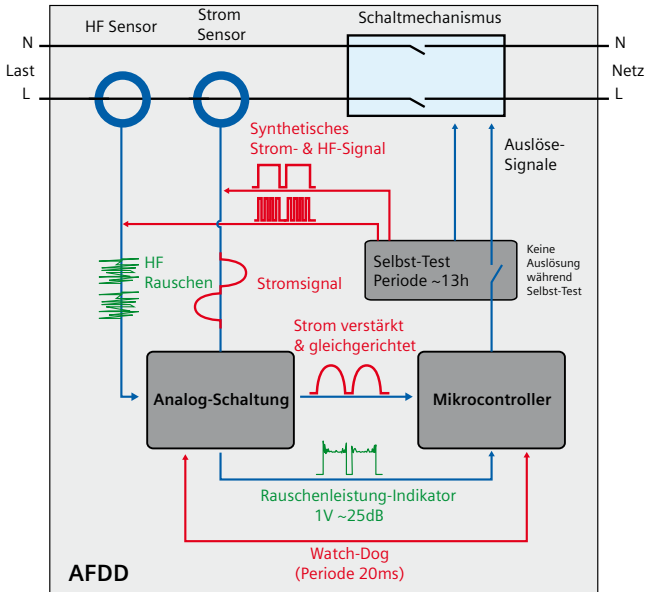 HF Sensor
Strom
Sensor
Schaltmechanismus
N
N
Last
Netz
L
L
Synthetisches
Strom- & HF-Signal
Auslöse-
Signale
HF
Rauschen
Stromsignal
Selbst-Test
Periode ~13h
Keine
Auslösung
während
Selbst-Test
Strom verstärkt
& gleichgerichtet
Analog-Schaltung
Mikrocontroller
Rauschenleistung-Indikator
1V ~25dB
Watch-Dog
(Periode 20ms)
AFDD